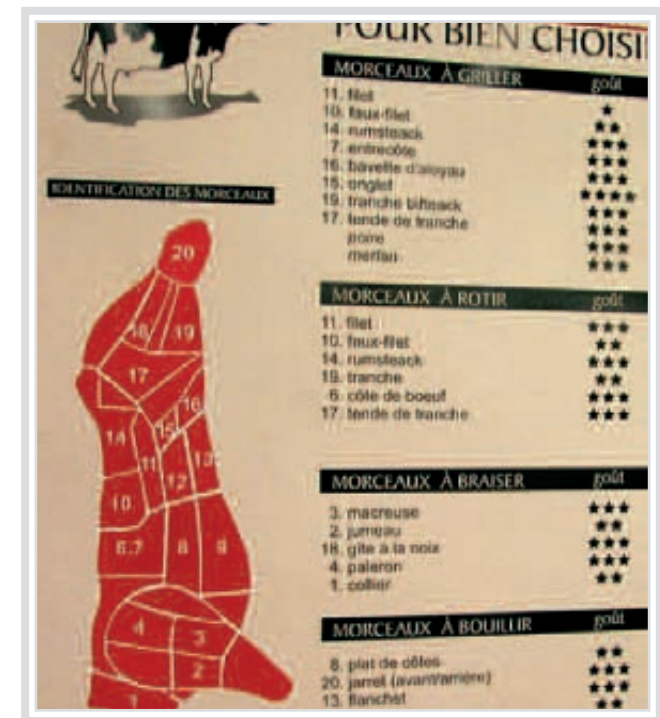 POUR BIEN CHOISI
MORCEAUX À GRILLER goût
11. filet
10. faux-filet
14. rumsteack
7. entrecôte
16. bavette d'aloyau
15. onglet
19. tranche bifteack
17. tende de tranche
poire
merlan
IDENTIFICATION DES MORCEAUX
20
18 19
17
16
14 15
11 13
12
10
6.7 8 9
4 3
2
1
MORCEAUX À ROTIR goût
11. filet
10. faux-filet
14. rumsteack
19. tranche
6. côte de boeuf
17. tende de tranche
MORCEAUX À BRAISER goût
3. macreuse
2. jumeau
18. gîte à la noix
4. paleron
1. collier
MORCEAUX À BOUILLIR goût
8. plat de côtes
20. jarret (avant/arrière)
13. flanchet